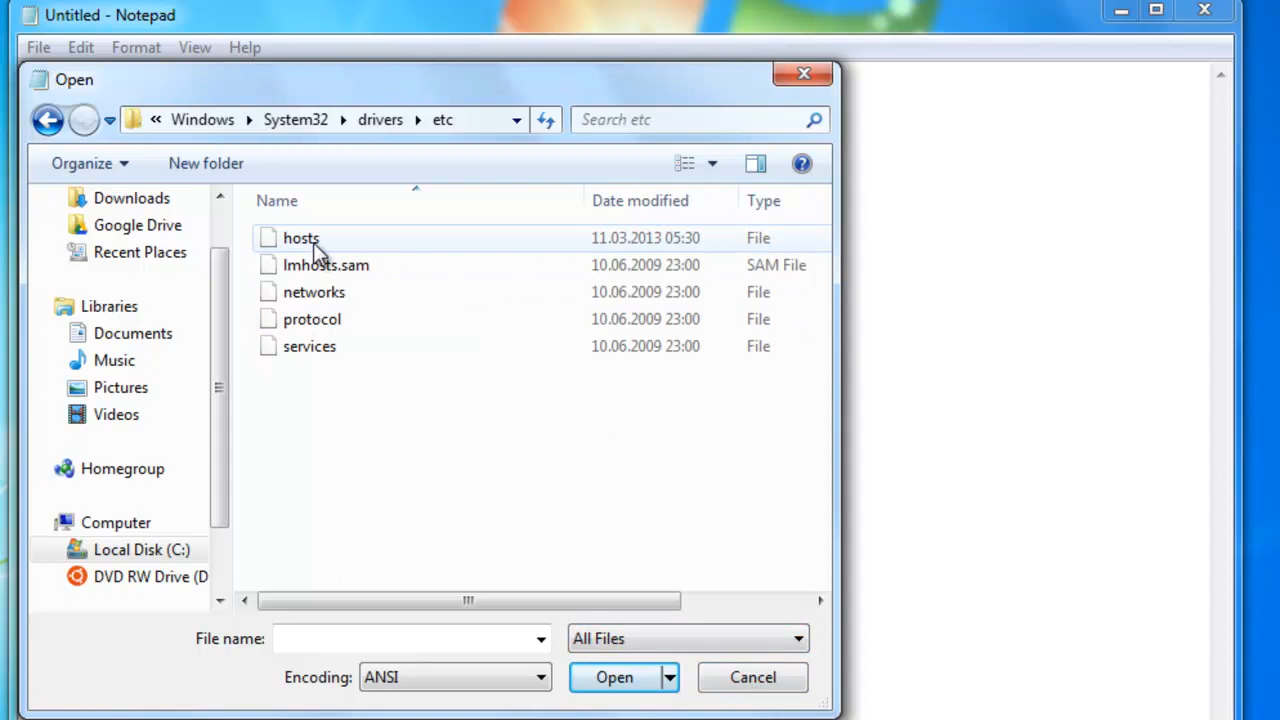 Untitled - Notepad
File Edit Format View Help
Open
« Windows System32 drivers etc Search etc
Organize New folder
Name Date modified Type
Downloads
Google Drive
Recent Places
Libraries
Documents
Music
Pictures
Videos
Homegroup
Computer
Local Disk (C:)
DVD RW Drive (D
hosts 11.03.2013 05:30 File
lmhosts.sam 10.06.2009 23:00 SAM File
networks 10.06.2009 23:00 File
protocol 10.06.2009 23:00 File
services 10.06.2009 23:00 File
File name: All Files
Encoding: ANSI Open Cancel